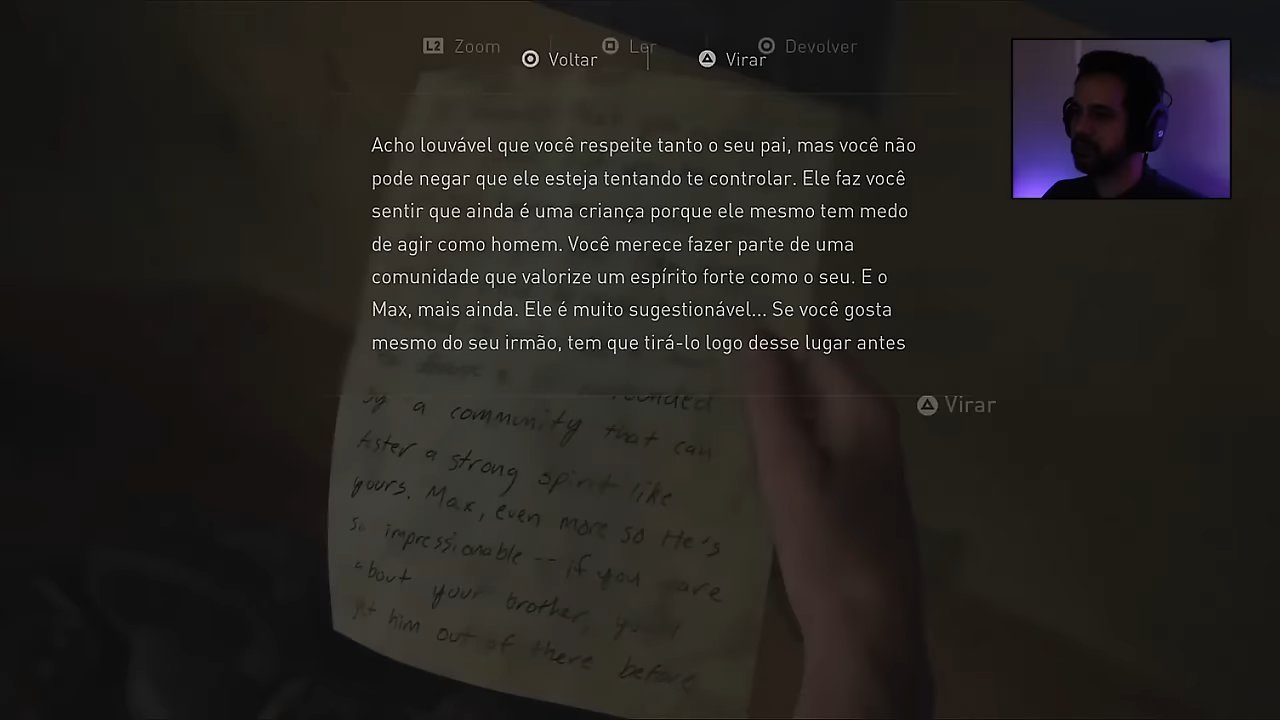 L2 Zoom
Ler
Devolver
Voltar
Virar
Acho louvável que você respeite tanto o seu pai, mas você não
pode negar que ele esteja tentando te controlar. Ele faz você
sentir que ainda é uma criança porque ele mesmo tem medo
de agir como homem. Você merece fazer parte de uma
comunidade que valorize um espírito forte como o seu. E o
Max, mais ainda. Ele é muito sugestionável... Se você gosta
mesmo do seu irmão, tem que tirá-lo logo desse lugar antes
Virar
by a community that can
foster a strong spirit like
yours. Max, even more so He's
so impressionable -- if you care
about your brother,
him out of there before